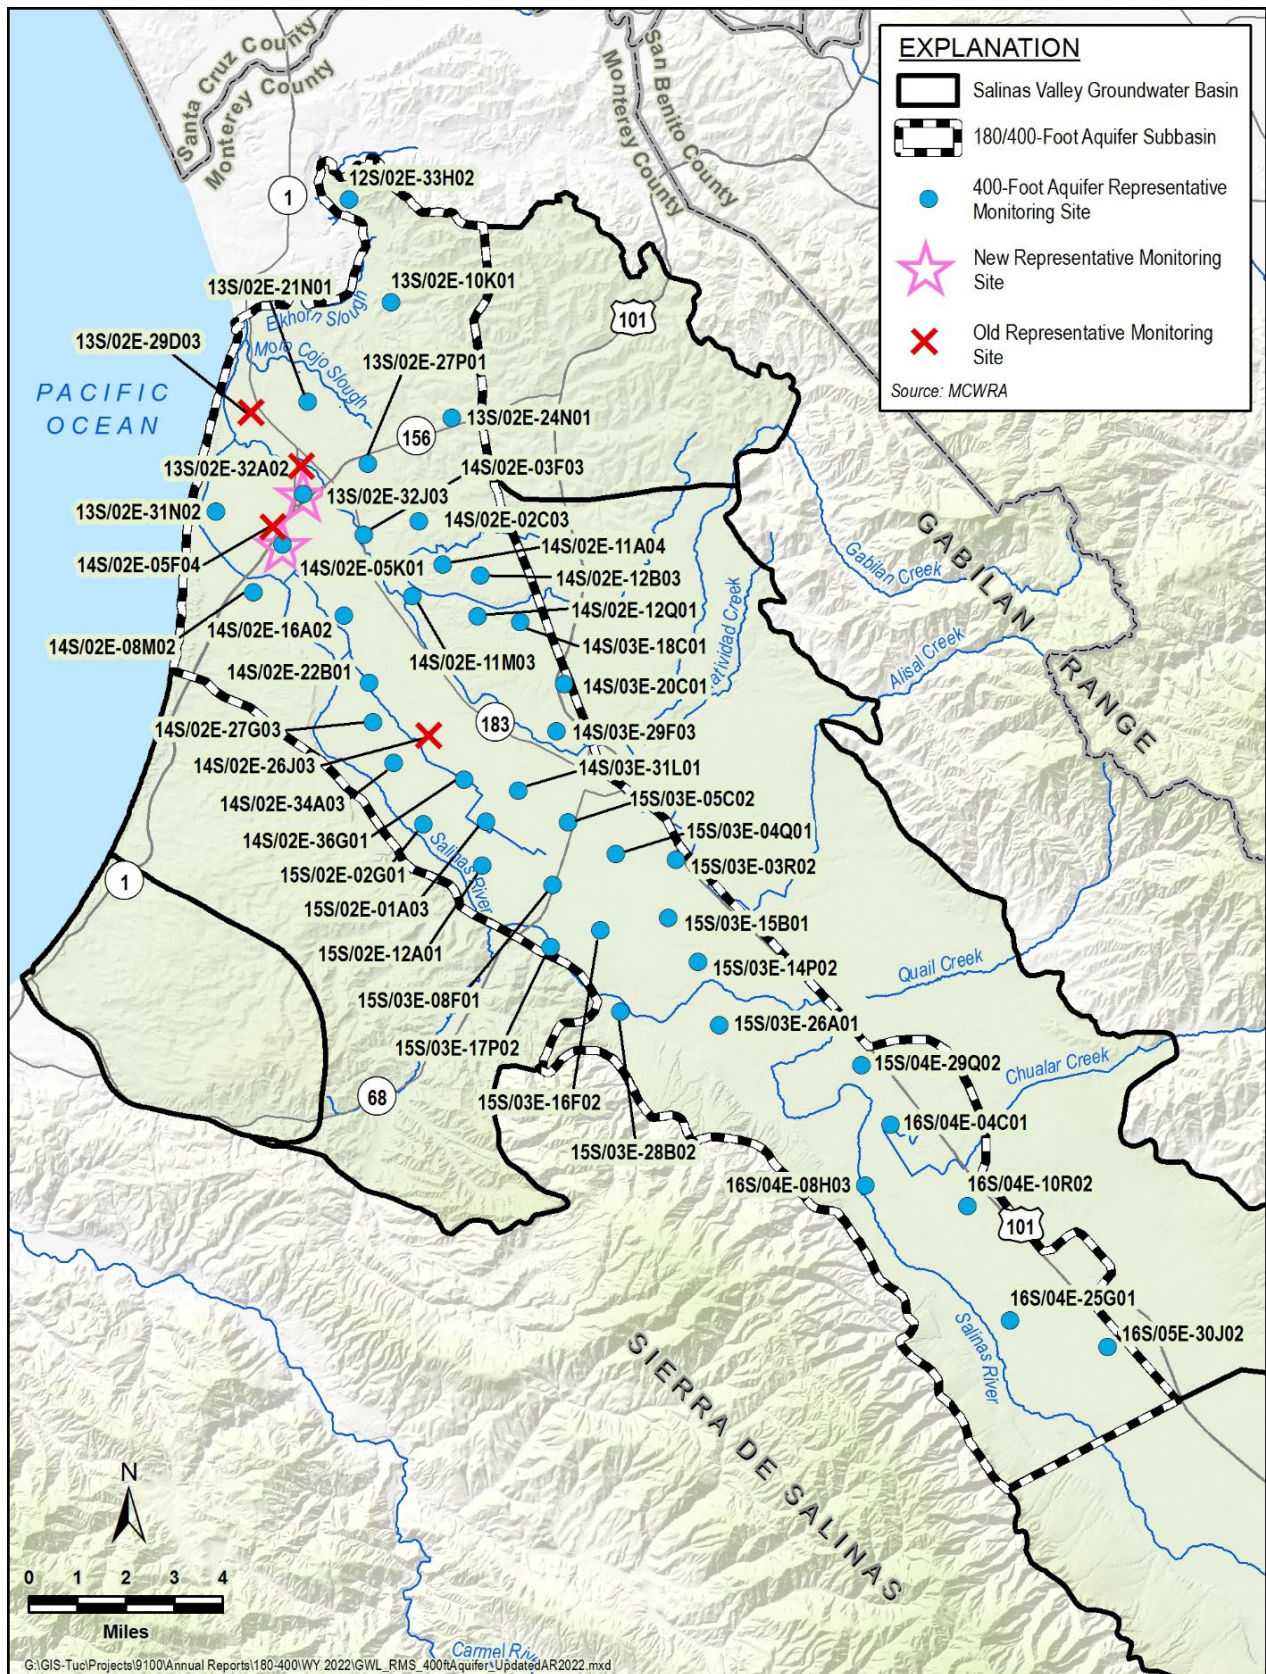 Santa Cruz County
Monterey County
San Benito County
Monterey County
EXPLANATION
Salinas Valley Groundwater Basin
180/400-Foot Aquifer Subbasin
400-Foot Aquifer Representative
Monitoring Site
New Representative Monitoring
Site
Old Representative Monitoring
Site
Source: MCWRA
12S/02E-33H02
1
13S/02E-21N01
13S/02E-10K01
Elkhorn Slough
101
13S/02E-29D03
Moro Cojo Slough
13S/02E-27P01
PACIFIC
OCEAN
13S/02E-24N01
156
13S/02E-32A02
14S/02E-03F03
13S/02E-32J03
13S/02E-31N02
14S/02E-02C03
14S/02E-11A04
14S/02E-05F04
14S/02E-05K01
14S/02E-12B03
Gabilan Creek
GABILAN
RANGE
14S/02E-12Q01
14S/02E-16A02
14S/02E-08M02
14S/03E-18C01
14S/02E-11M03
atividad Creek
Alisal Creek
14S/02E-22B01
14S/03E-20C01
183
14S/02E-27G03
14S/03E-29F03
14S/02E-26J03
14S/03E-31L01
14S/02E-34A03
15S/03E-05C02
14S/02E-36G01
15S/03E-04Q01
Salinas River
15S/02E-02G01
15S/03E-03R02
1
15S/02E-01A03
15S/03E-15B01
15S/02E-12A01
15S/03E-14P02
Quail Creek
15S/03E-08F01
15S/03E-26A01
15S/03E-17P02
15S/04E-29Q02
Chualar Creek
68
15S/03E-16F02
16S/04E-04C01
15S/03E-28B02
16S/04E-08H03
16S/04E-10R02
101
16S/04E-25G01
16S/05E-30J02
Salinas River
SIERRA DE SALINAS
N
0 1 2 3 4
Miles
G:\GIS-Tuc\Projects\9100\Annual Reports\180-400\WY 2022\GWL_RMS_400ftAquifer_UpdatedAR2022.mxd